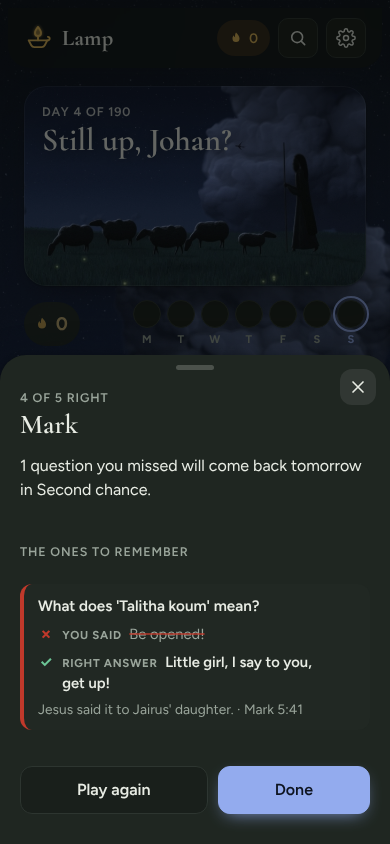 Lamp
0
DAY 4 OF 190
Still up, Johan?
0
M T W T F S S
4 OF 5 RIGHT
Mark
1 question you missed will come back tomorrow
in Second chance.
THE ONES TO REMEMBER
What does 'Talitha koum' mean?
YOU SAID Be opened!
RIGHT ANSWER Little girl, I say to you,
get up!
Jesus said it to Jairus' daughter. · Mark 5:41
Play again
Done